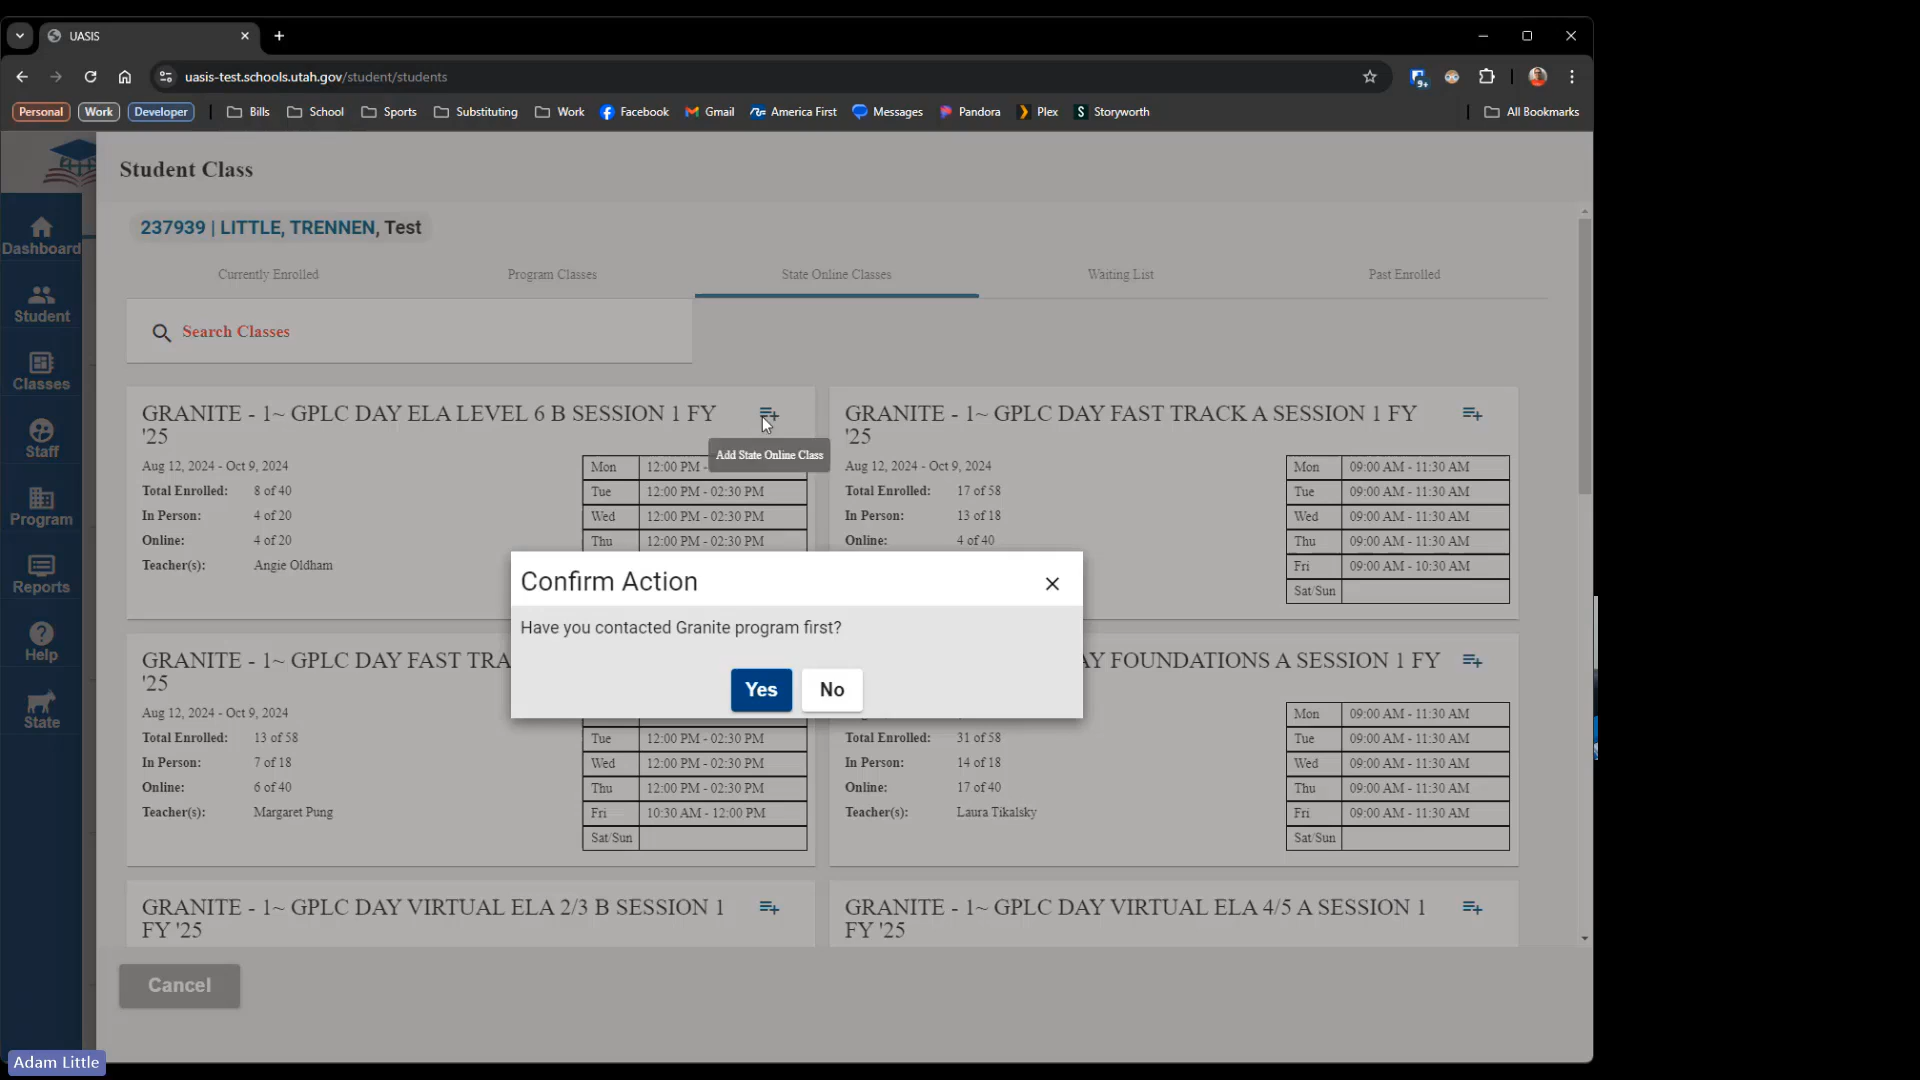 UASIS
uasis-test.schools.utah.gov/student/students
9+
Personal
Work
Developer
Bills
School
Sports
Substituting
Work
Facebook
Gmail
America First
Messages
Pandora
Plex
Storyworth
All Bookmarks
Student Class
237939 | LITTLE, TRENNEN, Test
Dashboard
Student
Classes
Staff
Program
Reports
Help
State
Currently Enrolled
Program Classes
State Online Classes
Waiting List
Past Enrolled
Search Classes
GRANITE - 1~ GPLC DAY ELA LEVEL 6 B SESSION 1 FY
'25
Add State Online Class
Aug 12, 2024 - Oct 9, 2024
Total Enrolled: 8 of 40
In Person: 4 of 20
Online: 4 of 20
Teacher(s): Angie Oldham
Mon 12:00 PM -
Tue 12:00 PM - 02:30 PM
Wed 12:00 PM - 02:30 PM
Thu 12:00 PM - 02:30 PM
GRANITE - 1~ GPLC DAY FAST TRACK A SESSION 1 FY
'25
Aug 12, 2024 - Oct 9, 2024
Total Enrolled: 17 of 58
In Person: 13 of 18
Online: 4 of 40
Mon 09:00 AM - 11:30 AM
Tue 09:00 AM - 11:30 AM
Wed 09:00 AM - 11:30 AM
Thu 09:00 AM - 11:30 AM
Fri 09:00 AM - 10:30 AM
Sat/Sun
Confirm Action
Have you contacted Granite program first?
Yes
No
GRANITE - 1~ GPLC DAY FAST TRA
'25
Aug 12, 2024 - Oct 9, 2024
Total Enrolled: 13 of 58
In Person: 7 of 18
Online: 6 of 40
Teacher(s): Margaret Pung
Tue 12:00 PM - 02:30 PM
Wed 12:00 PM - 02:30 PM
Thu 12:00 PM - 02:30 PM
Fri 10:30 AM - 12:00 PM
Sat/Sun
AY FOUNDATIONS A SESSION 1 FY
Total Enrolled: 31 of 58
In Person: 14 of 18
Online: 17 of 40
Teacher(s): Laura Tikalsky
Mon 09:00 AM - 11:30 AM
Tue 09:00 AM - 11:30 AM
Wed 09:00 AM - 11:30 AM
Thu 09:00 AM - 11:30 AM
Fri 09:00 AM - 11:30 AM
Sat/Sun
GRANITE - 1~ GPLC DAY VIRTUAL ELA 2/3 B SESSION 1
FY '25
GRANITE - 1~ GPLC DAY VIRTUAL ELA 4/5 A SESSION 1
FY '25
Cancel
Adam Little